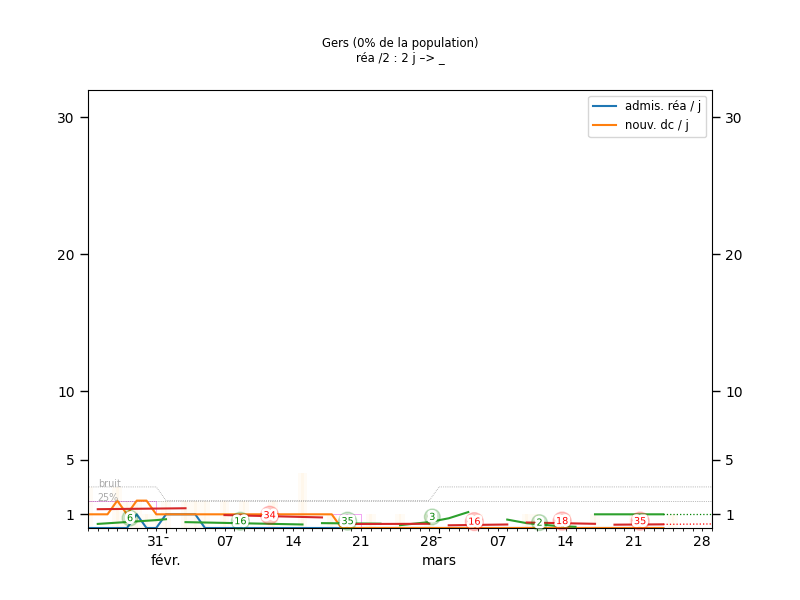 Gers (0% de la population)
réa /2 : 2 j –> _
admis. réa / j
nouv. dc / j
30 30
20 20
10 10
5 5
bruit
25%
1 1
6 16 34 35 3 16 2 18 35
31 07 14 21 28 07 14 21 28
févr. mars